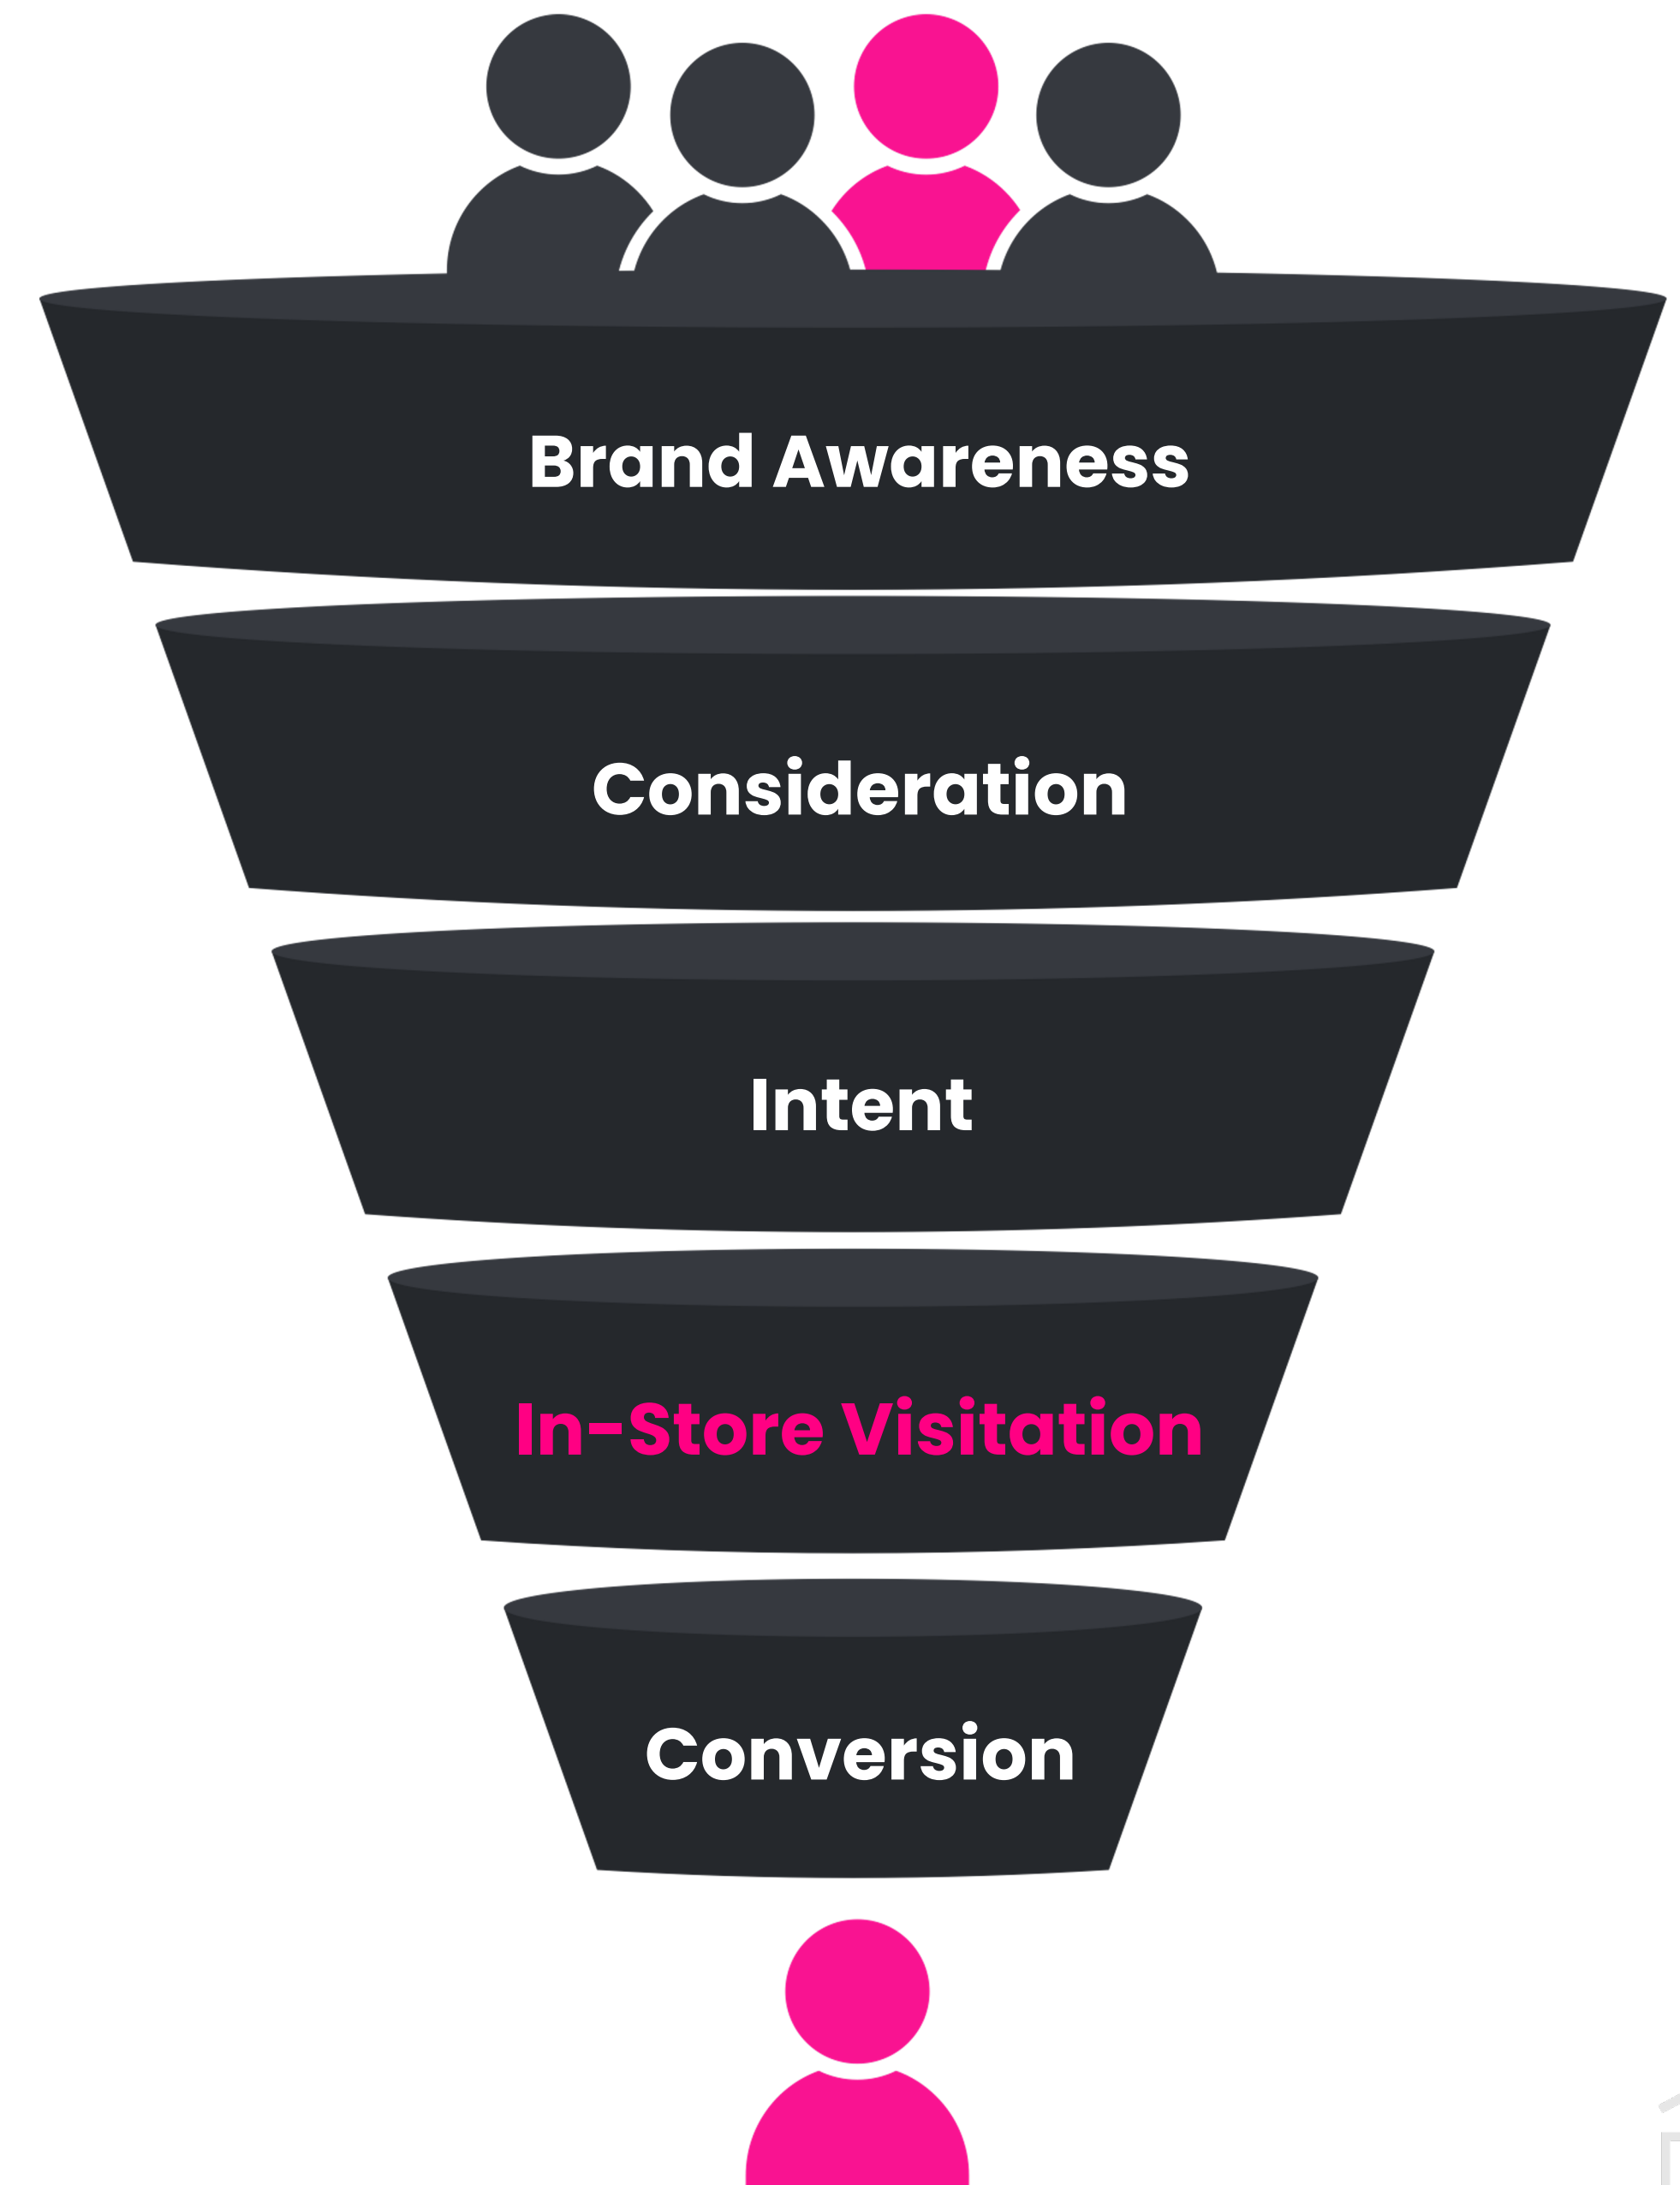 Brand Awareness
Consideration
Intent
In-Store Visitation
Conversion